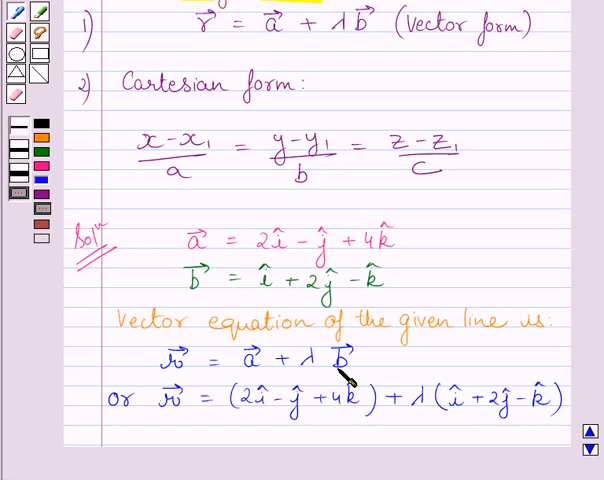 1) r⃗ = a⃗ + λ b⃗ (Vector form)
2) Cartesian form:
(x-x₁)/a = (y-y₁)/b = (z-z₁)/c
Solⁿ a⃗ = 2î - ĵ + 4k̂
b⃗ = î + 2ĵ - k̂
Vector equation of the given line is:
r⃗ = a⃗ + λ b⃗
or r⃗ = (2î - ĵ + 4k̂) + λ (î + 2ĵ - k̂)